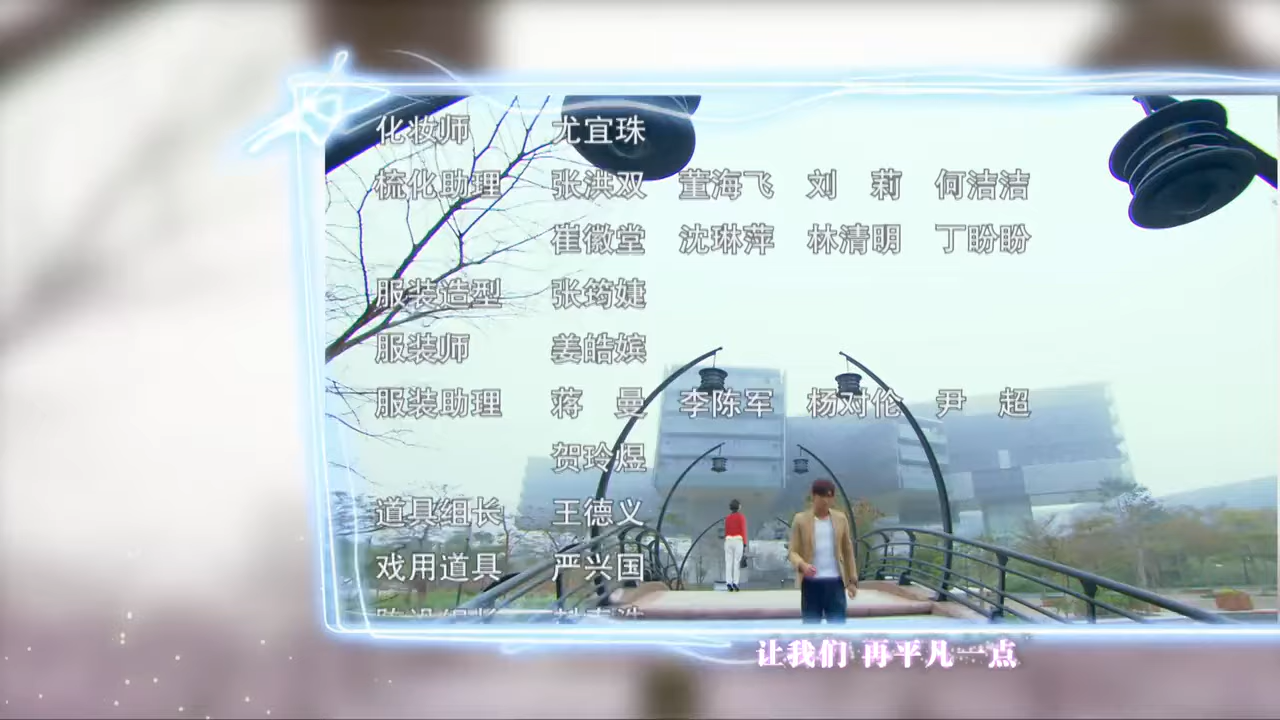 化妆师 尤宜珠
梳化助理 张洪双 董海飞 刘 莉 何洁洁
崔徽堂 沈琳萍 林清明 丁盼盼
服装造型 张筠婕
服装师 姜皓嫔
服装助理 蒋 曼 李陈军 杨对伦 尹 超
贺玲煜
道具组长 王德义
戏用道具 严兴国
让我们 再平凡一点